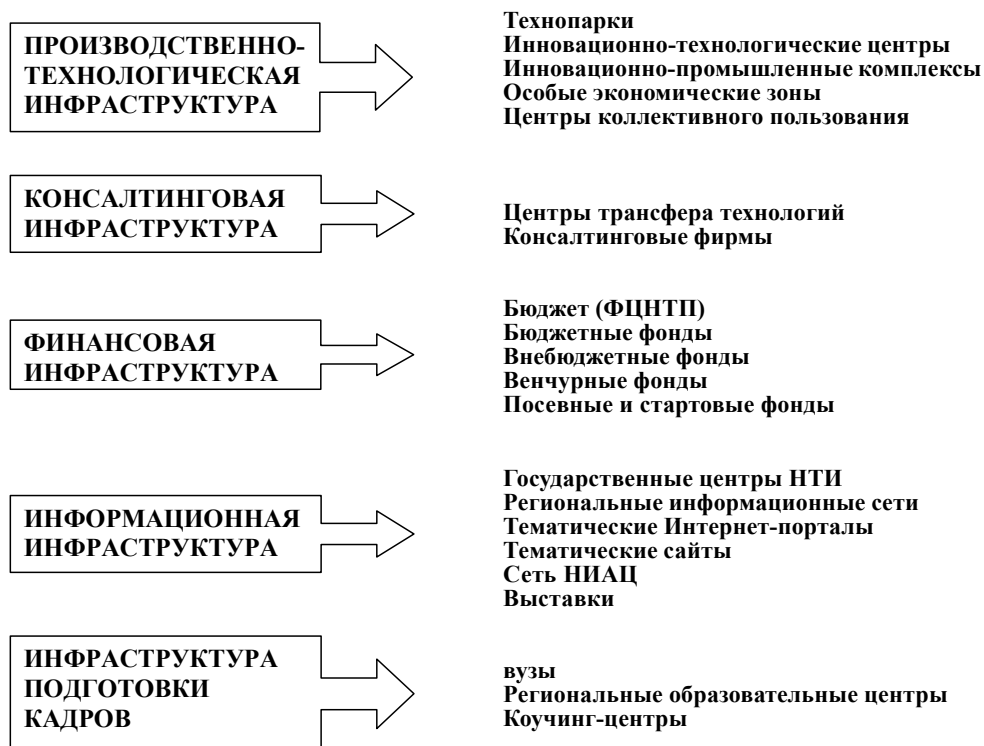 ПРОИЗВОДСТВЕННО-
ТЕХНОЛОГИЧЕСКАЯ
ИНФРАСТРУКТУРА
Технопарки
Инновационно-технологические центры
Инновационно-промышленные комплексы
Особые экономические зоны
Центры коллективного пользования
КОНСАЛТИНГОВАЯ
ИНФРАСТРУКТУРА
Центры трансфера технологий
Консалтинговые фирмы
ФИНАНСОВАЯ
ИНФРАСТРУКТУРА
Бюджет (ФЦНТП)
Бюджетные фонды
Внебюджетные фонды
Венчурные фонды
Посевные и стартовые фонды
ИНФОРМАЦИОННАЯ
ИНФРАСТРУКТУРА
Государственные центры НТИ
Региональные информационные сети
Тематические Интернет-порталы
Тематические сайты
Сеть НИАЦ
Выставки
ИНФРАСТРУКТУРА
ПОДГОТОВКИ
КАДРОВ
вузы
Региональные образовательные центры
Коучинг-центры